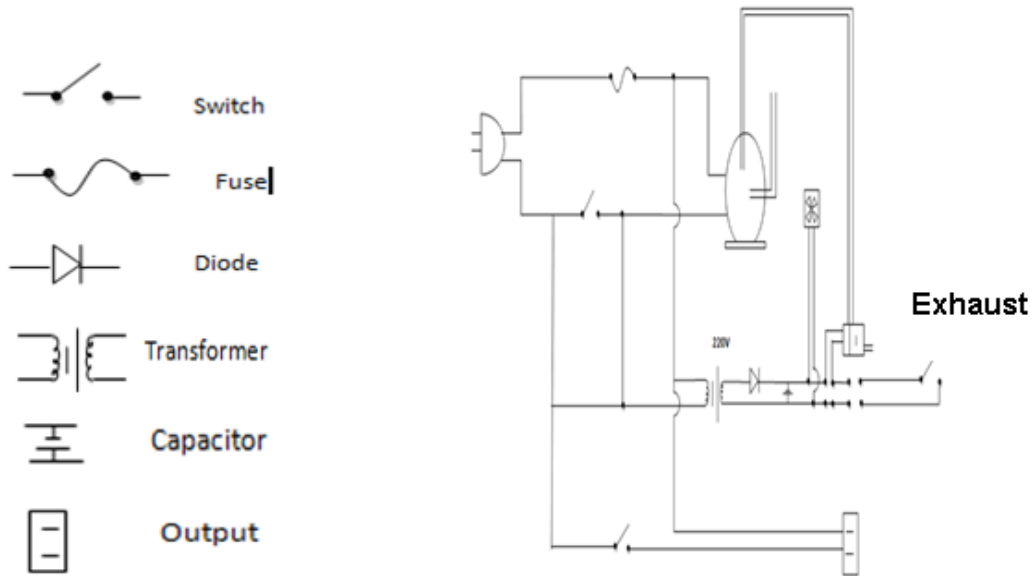 Switch
Fuse
Diode
Transformer
Capacitor
Output
Exhaust
220V